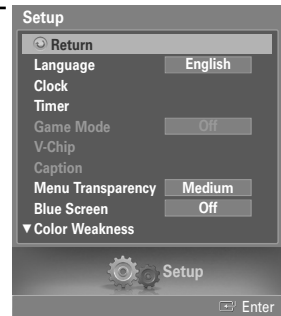 Setup
Return
Language English
Clock
Timer
Game Mode Off
V-Chip
Caption
Menu Transparency Medium
Blue Screen Off
▼ Color Weakness
Setup
Enter